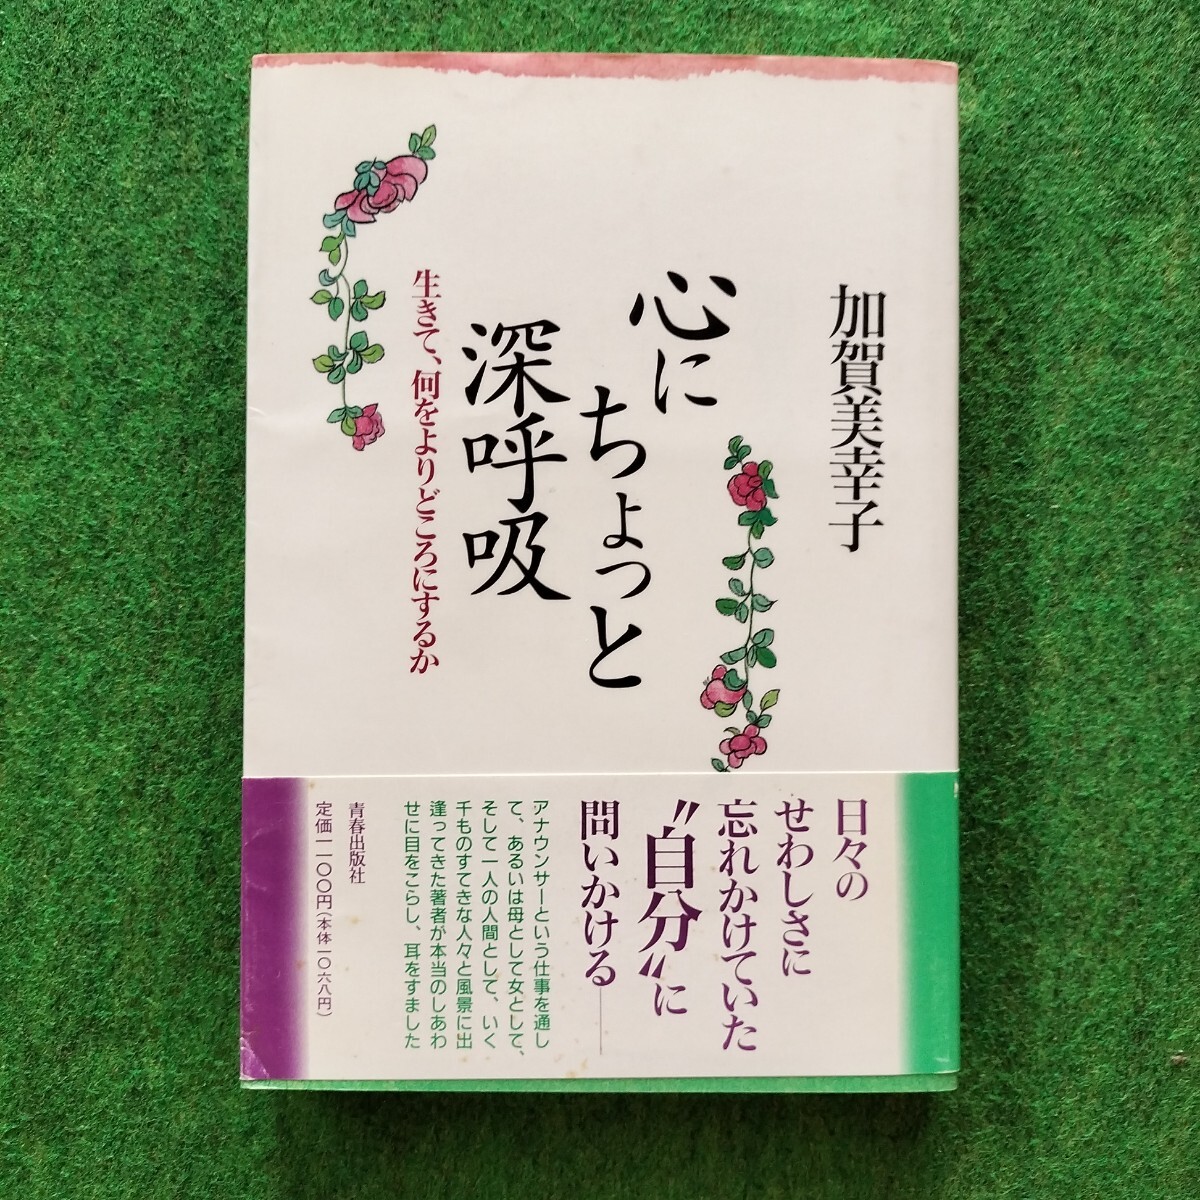 加賀美幸子
心に
ちょっと
深呼吸
生きて、何をよりどころにするか
日々の
せわしさに
忘れかけていた
〝自分〟に
問いかける――
アナウンサーという仕事を通し
て、あるいは母として女として、
そして一人の人間として、いく
千ものすてきな人々と風景に出
逢ってきた著者が本当のしあわ
せに目をこらし、耳をすました
青春出版社
定価一一〇〇円(本体一〇六八円)